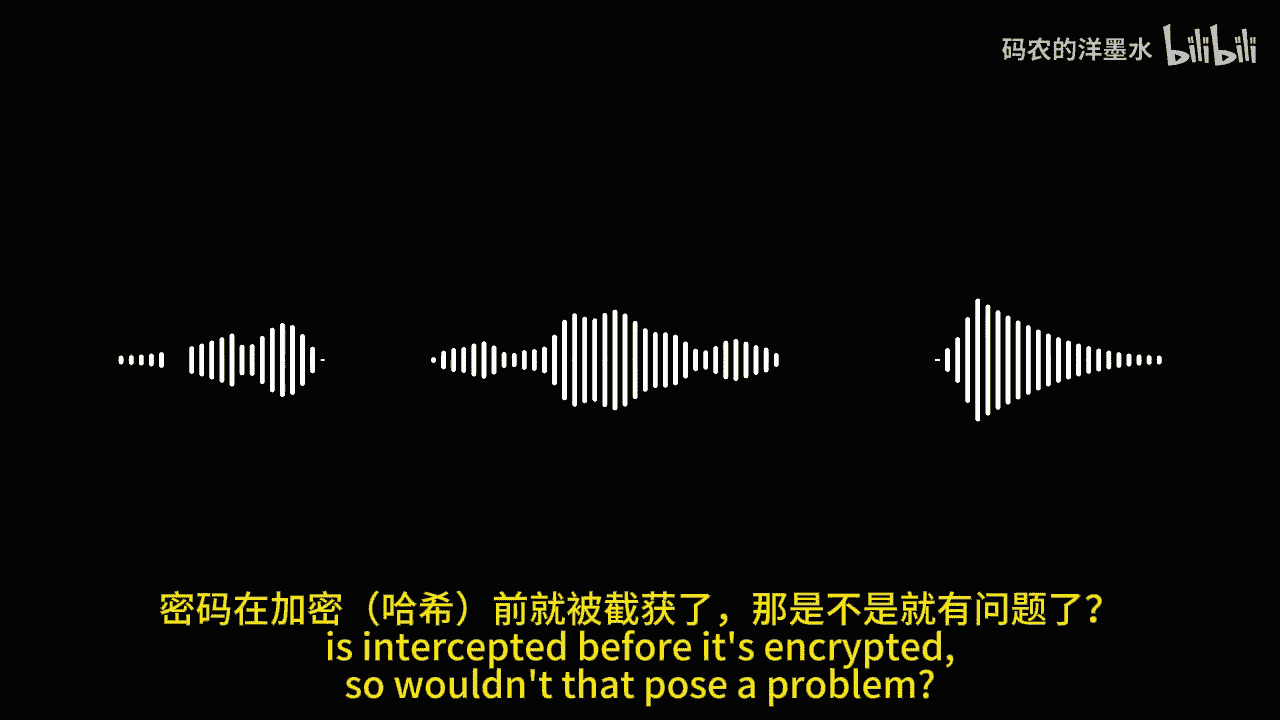 码农的洋墨水 bilibili
密码在加密（哈希）前就被截获了，那是不是就有问题了？
is intercepted before it's encrypted,
so wouldn't that pose a problem?